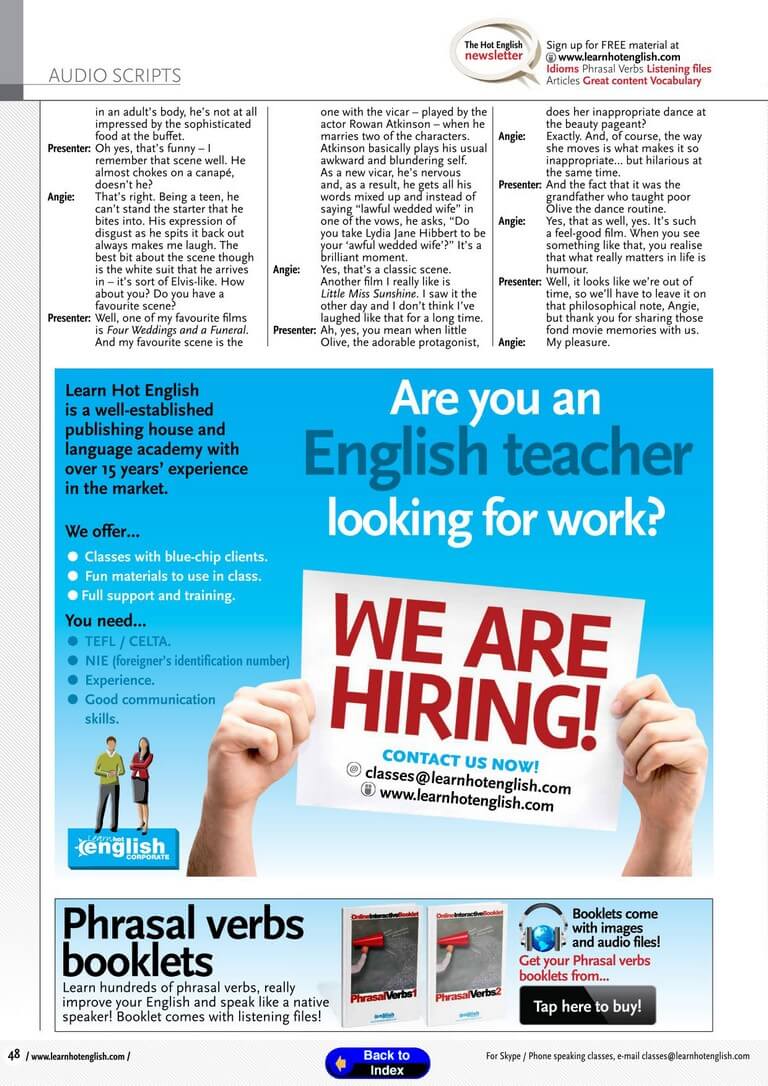 AUDIO SCRIPTS
The Hot English
newsletter
Sign up for FREE material at
www.learnhotenglish.com
Idioms Phrasal Verbs Listening files
Articles Great content Vocabulary
in an adult's body, he's not at all
impressed by the sophisticated
food at the buffet.
Presenter: Oh yes, that's funny – I
remember that scene well. He
almost chokes on a canapé,
doesn't he?
Angie: That's right. Being a teen, he
can't stand the starter that he
bites into. His expression of
disgust as he spits it back out
always makes me laugh. The
best bit about the scene though
is the white suit that he arrives
in – it's sort of Elvis-like. How
about you? Do you have a
favourite scene?
Presenter: Well, one of my favourite films
is Four Weddings and a Funeral.
And my favourite scene is the
one with the vicar – played by the
actor Rowan Atkinson – when he
marries two of the characters.
Atkinson basically plays his usual
awkward and blundering self.
As a new vicar, he's nervous
and, as a result, he gets all his
words mixed up and instead of
saying "lawful wedded wife" in
one of the vows, he asks, "Do
you take Lydia Jane Hibbert to be
your 'awful wedded wife'?" It's a
brilliant moment.
Angie: Yes, that's a classic scene.
Another film I really like is
Little Miss Sunshine. I saw it the
other day and I don't think I've
laughed like that for a long time.
Presenter: Ah, yes, you mean when little
Olive, the adorable protagonist,
does her inappropriate dance at
the beauty pageant?
Angie: Exactly. And, of course, the way
she moves is what makes it so
inappropriate... but hilarious at
the same time.
Presenter: And the fact that it was the
grandfather who taught poor
Olive the dance routine.
Angie: Yes, that as well, yes. It's such
a feel-good film. When you see
something like that, you realise
that what really matters in life is
humour.
Presenter: Well, it looks like we're out of
time, so we'll have to leave it on
that philosophical note, Angie,
but thank you for sharing those
fond movie memories with us.
Angie: My pleasure.
Learn Hot English
is a well-established
publishing house and
language academy with
over 15 years' experience
in the market.
We offer...
Classes with blue-chip clients.
Fun materials to use in class.
Full support and training.
You need...
TEFL / CELTA.
NIE (foreigner's identification number)
Experience.
Good communication
skills.
Learn hot
english
CORPORATE
Are you an
English teacher
looking for work?
WE ARE
HIRING!
CONTACT US NOW!
classes@learnhotenglish.com
www.learnhotenglish.com
Phrasal verbs
booklets
Learn hundreds of phrasal verbs, really
improve your English and speak like a native
speaker! Booklet comes with listening files!
OnlineInteractiveBooklet
PhrasalVerbs1
english
OnlineInteractiveBooklet
PhrasalVerbs2
english
Booklets come
with images
and audio files!
Get your Phrasal verbs
booklets from...
Tap here to buy!
48 / www.learnhotenglish.com /
Back to
Index
For Skype / Phone speaking classes, e-mail classes@learnhotenglish.com